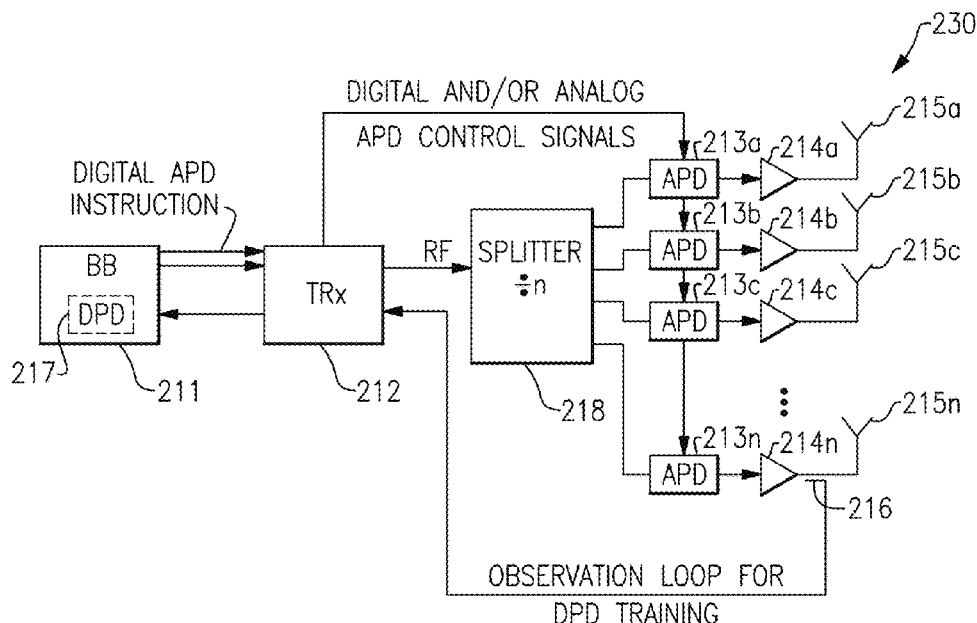 230
DIGITAL AND/OR ANALOG
APD CONTROL SIGNALS
215a
213a
214a
APD
DIGITAL APD
INSTRUCTION
215b
213b
214b
APD
BB
RF
SPLITTER
÷n
TRx
215c
213c
214c
APD
DPD
217
211
212
218
215n
213n
214n
APD
216
OBSERVATION LOOP FOR
DPD TRAINING